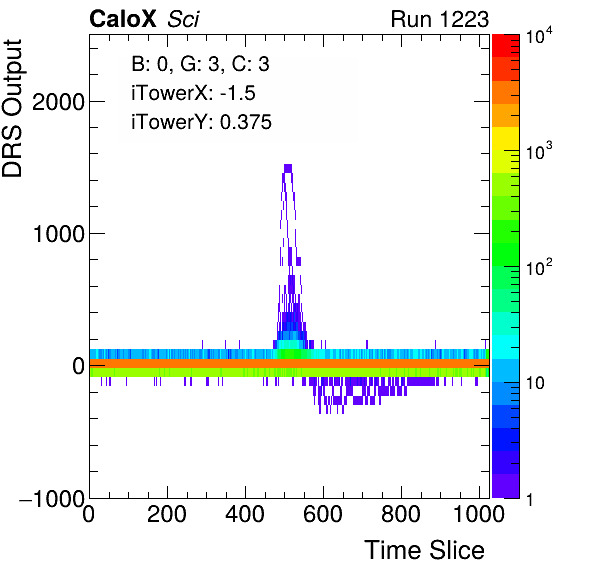 CaloX Sci Run 1223
B: 0, G: 3, C: 3
iTowerX: -1.5
iTowerY: 0.375
DRS Output
2000
1000
0
−1000
0 200 400 600 800 1000
Time Slice
10^4
10^3
10^2
10
1